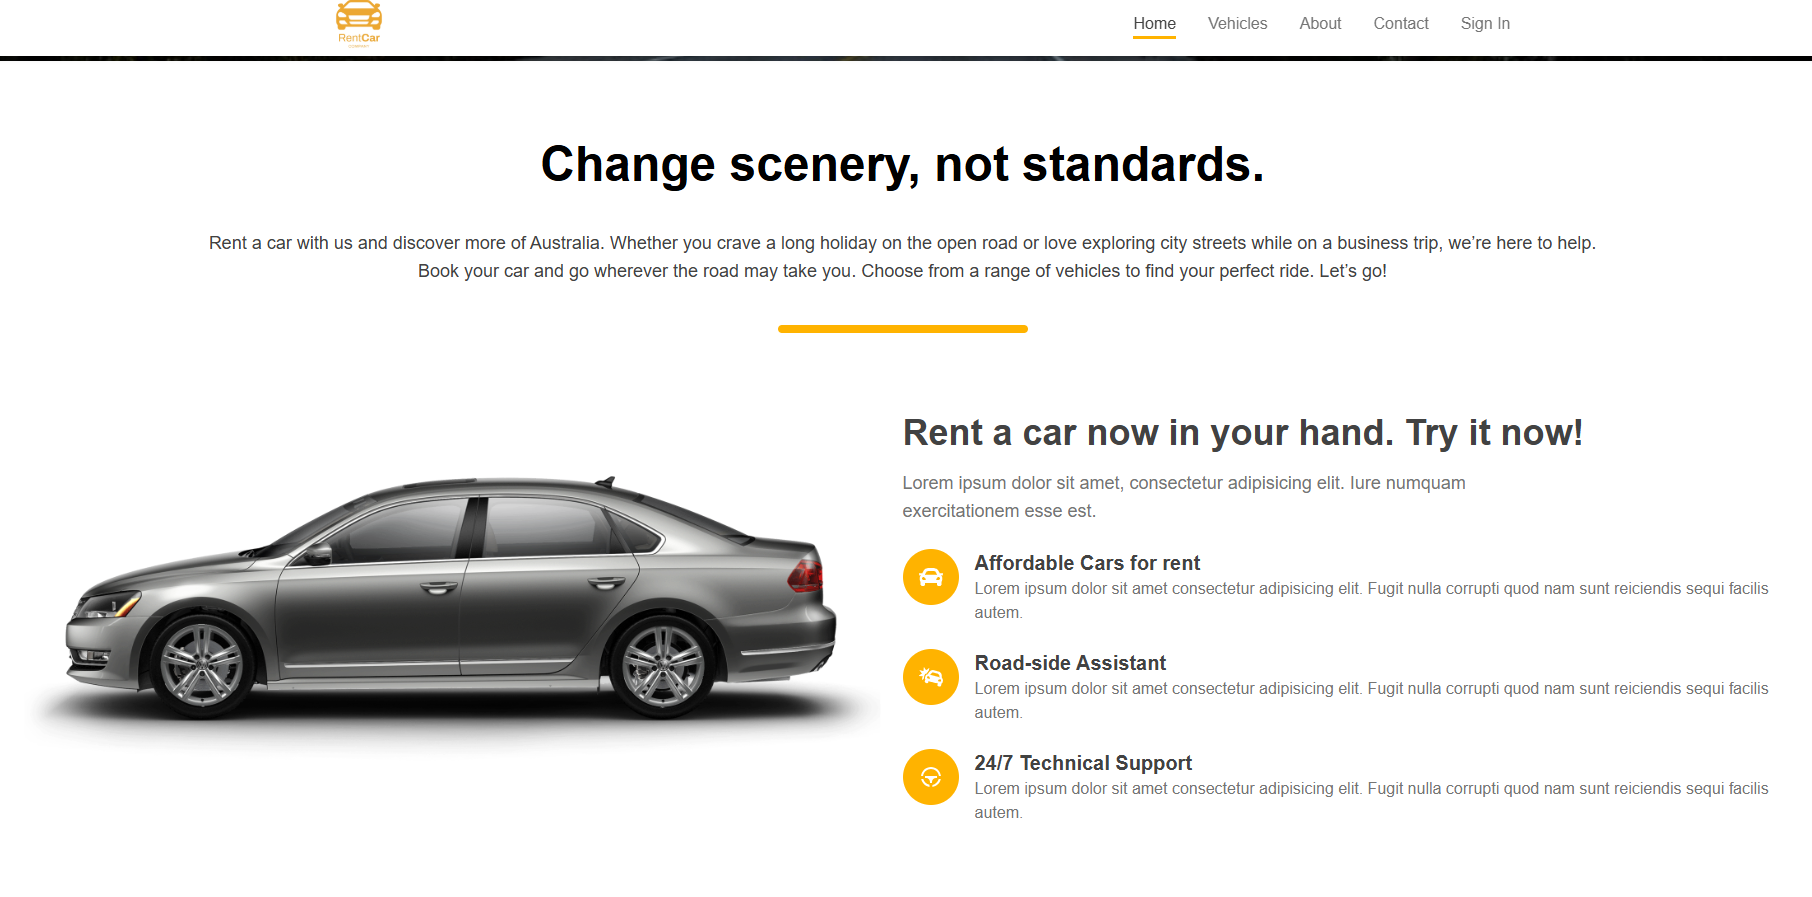 RentCar
Home Vehicles About Contact Sign In
Change scenery, not standards.
Rent a car with us and discover more of Australia. Whether you crave a long holiday on the open road or love exploring city streets while on a business trip, we’re here to help.
Book your car and go wherever the road may take you. Choose from a range of vehicles to find your perfect ride. Let’s go!
Rent a car now in your hand. Try it now!
Lorem ipsum dolor sit amet, consectetur adipisicing elit. Iure numquam
exercitationem esse est.
Affordable Cars for rent
Lorem ipsum dolor sit amet consectetur adipisicing elit. Fugit nulla corrupti quod nam sunt reiciendis sequi facilis
autem.
Road-side Assistant
Lorem ipsum dolor sit amet consectetur adipisicing elit. Fugit nulla corrupti quod nam sunt reiciendis sequi facilis
autem.
24/7 Technical Support
Lorem ipsum dolor sit amet consectetur adipisicing elit. Fugit nulla corrupti quod nam sunt reiciendis sequi facilis
autem.